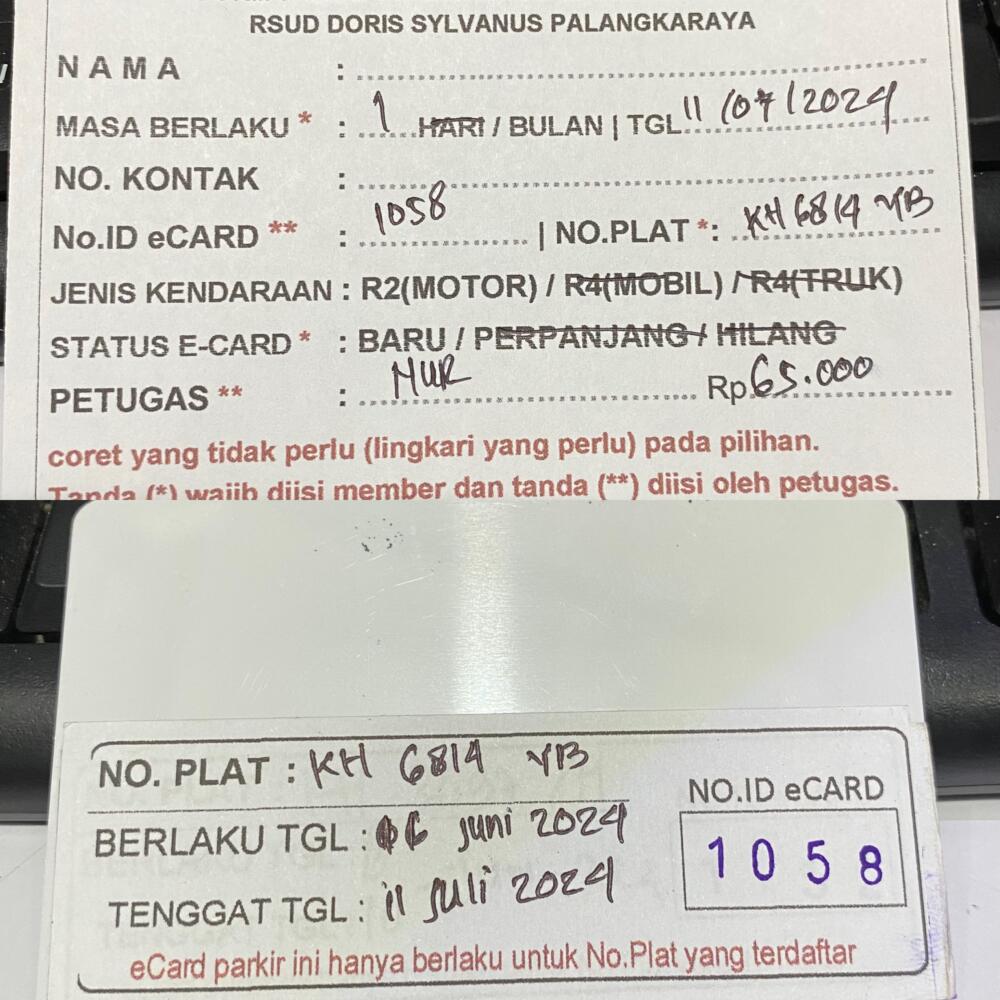 RSUD DORIS SYLVANUS PALANGKARAYA
NAMA :
MASA BERLAKU * : 1 HARI / BULAN | TGL 11/07/2024
NO. KONTAK :
No.ID eCARD ** : 1058 | NO.PLAT *: KH 6814 YB
JENIS KENDARAAN : R2(MOTOR) / R4(MOBIL) / R4(TRUK)
STATUS E-CARD * : BARU / PERPANJANG / HILANG
PETUGAS ** : NUR Rp 65.000
coret yang tidak perlu (lingkari yang perlu) pada pilihan.
Tanda (*) wajib diisi member dan tanda (**) diisi oleh petugas.
NO. PLAT : KH 6814 YB
NO.ID eCARD
BERLAKU TGL : 06 juni 2024
1058
TENGGAT TGL : 11 Juli 2024
eCard parkir ini hanya berlaku untuk No.Plat yang terdaftar